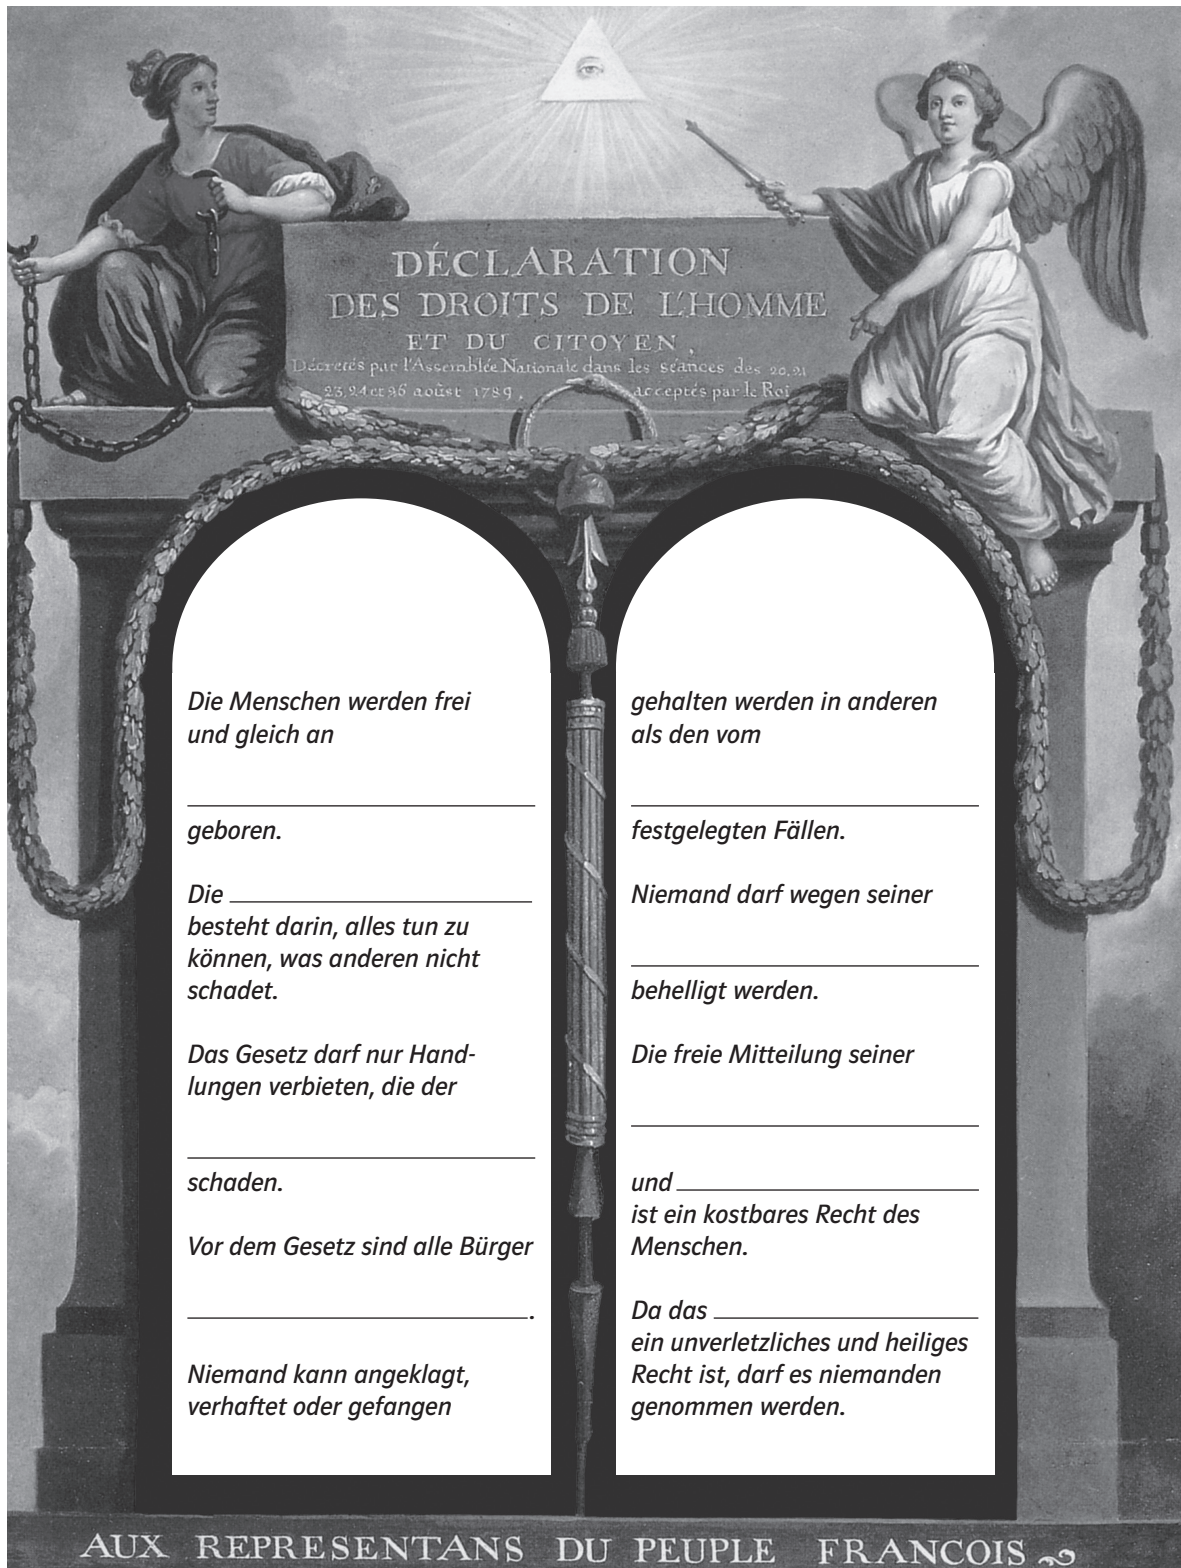 DÉCLARATION
DES DROITS DE L'HOMME
ET DU CITOYEN,
Décretés par l'Assemblée Nationale dans les séances des 20, 21
23, 24 et 26 août 1789, acceptés par le Roi
Die Menschen werden frei
und gleich an
geboren.
Die
besteht darin, alles tun zu
können, was anderen nicht
schadet.
Das Gesetz darf nur Hand-
lungen verbieten, die der
schaden.
Vor dem Gesetz sind alle Bürger
.
Niemand kann angeklagt,
verhaftet oder gefangen
gehalten werden in anderen
als den vom
festgelegten Fällen.
Niemand darf wegen seiner
behelligt werden.
Die freie Mitteilung seiner
und
ist ein kostbares Recht des
Menschen.
Da das
ein unverletzliches und heiliges
Recht ist, darf es niemanden
genommen werden.
AUX REPRESENTANS DU PEUPLE FRANCOIS